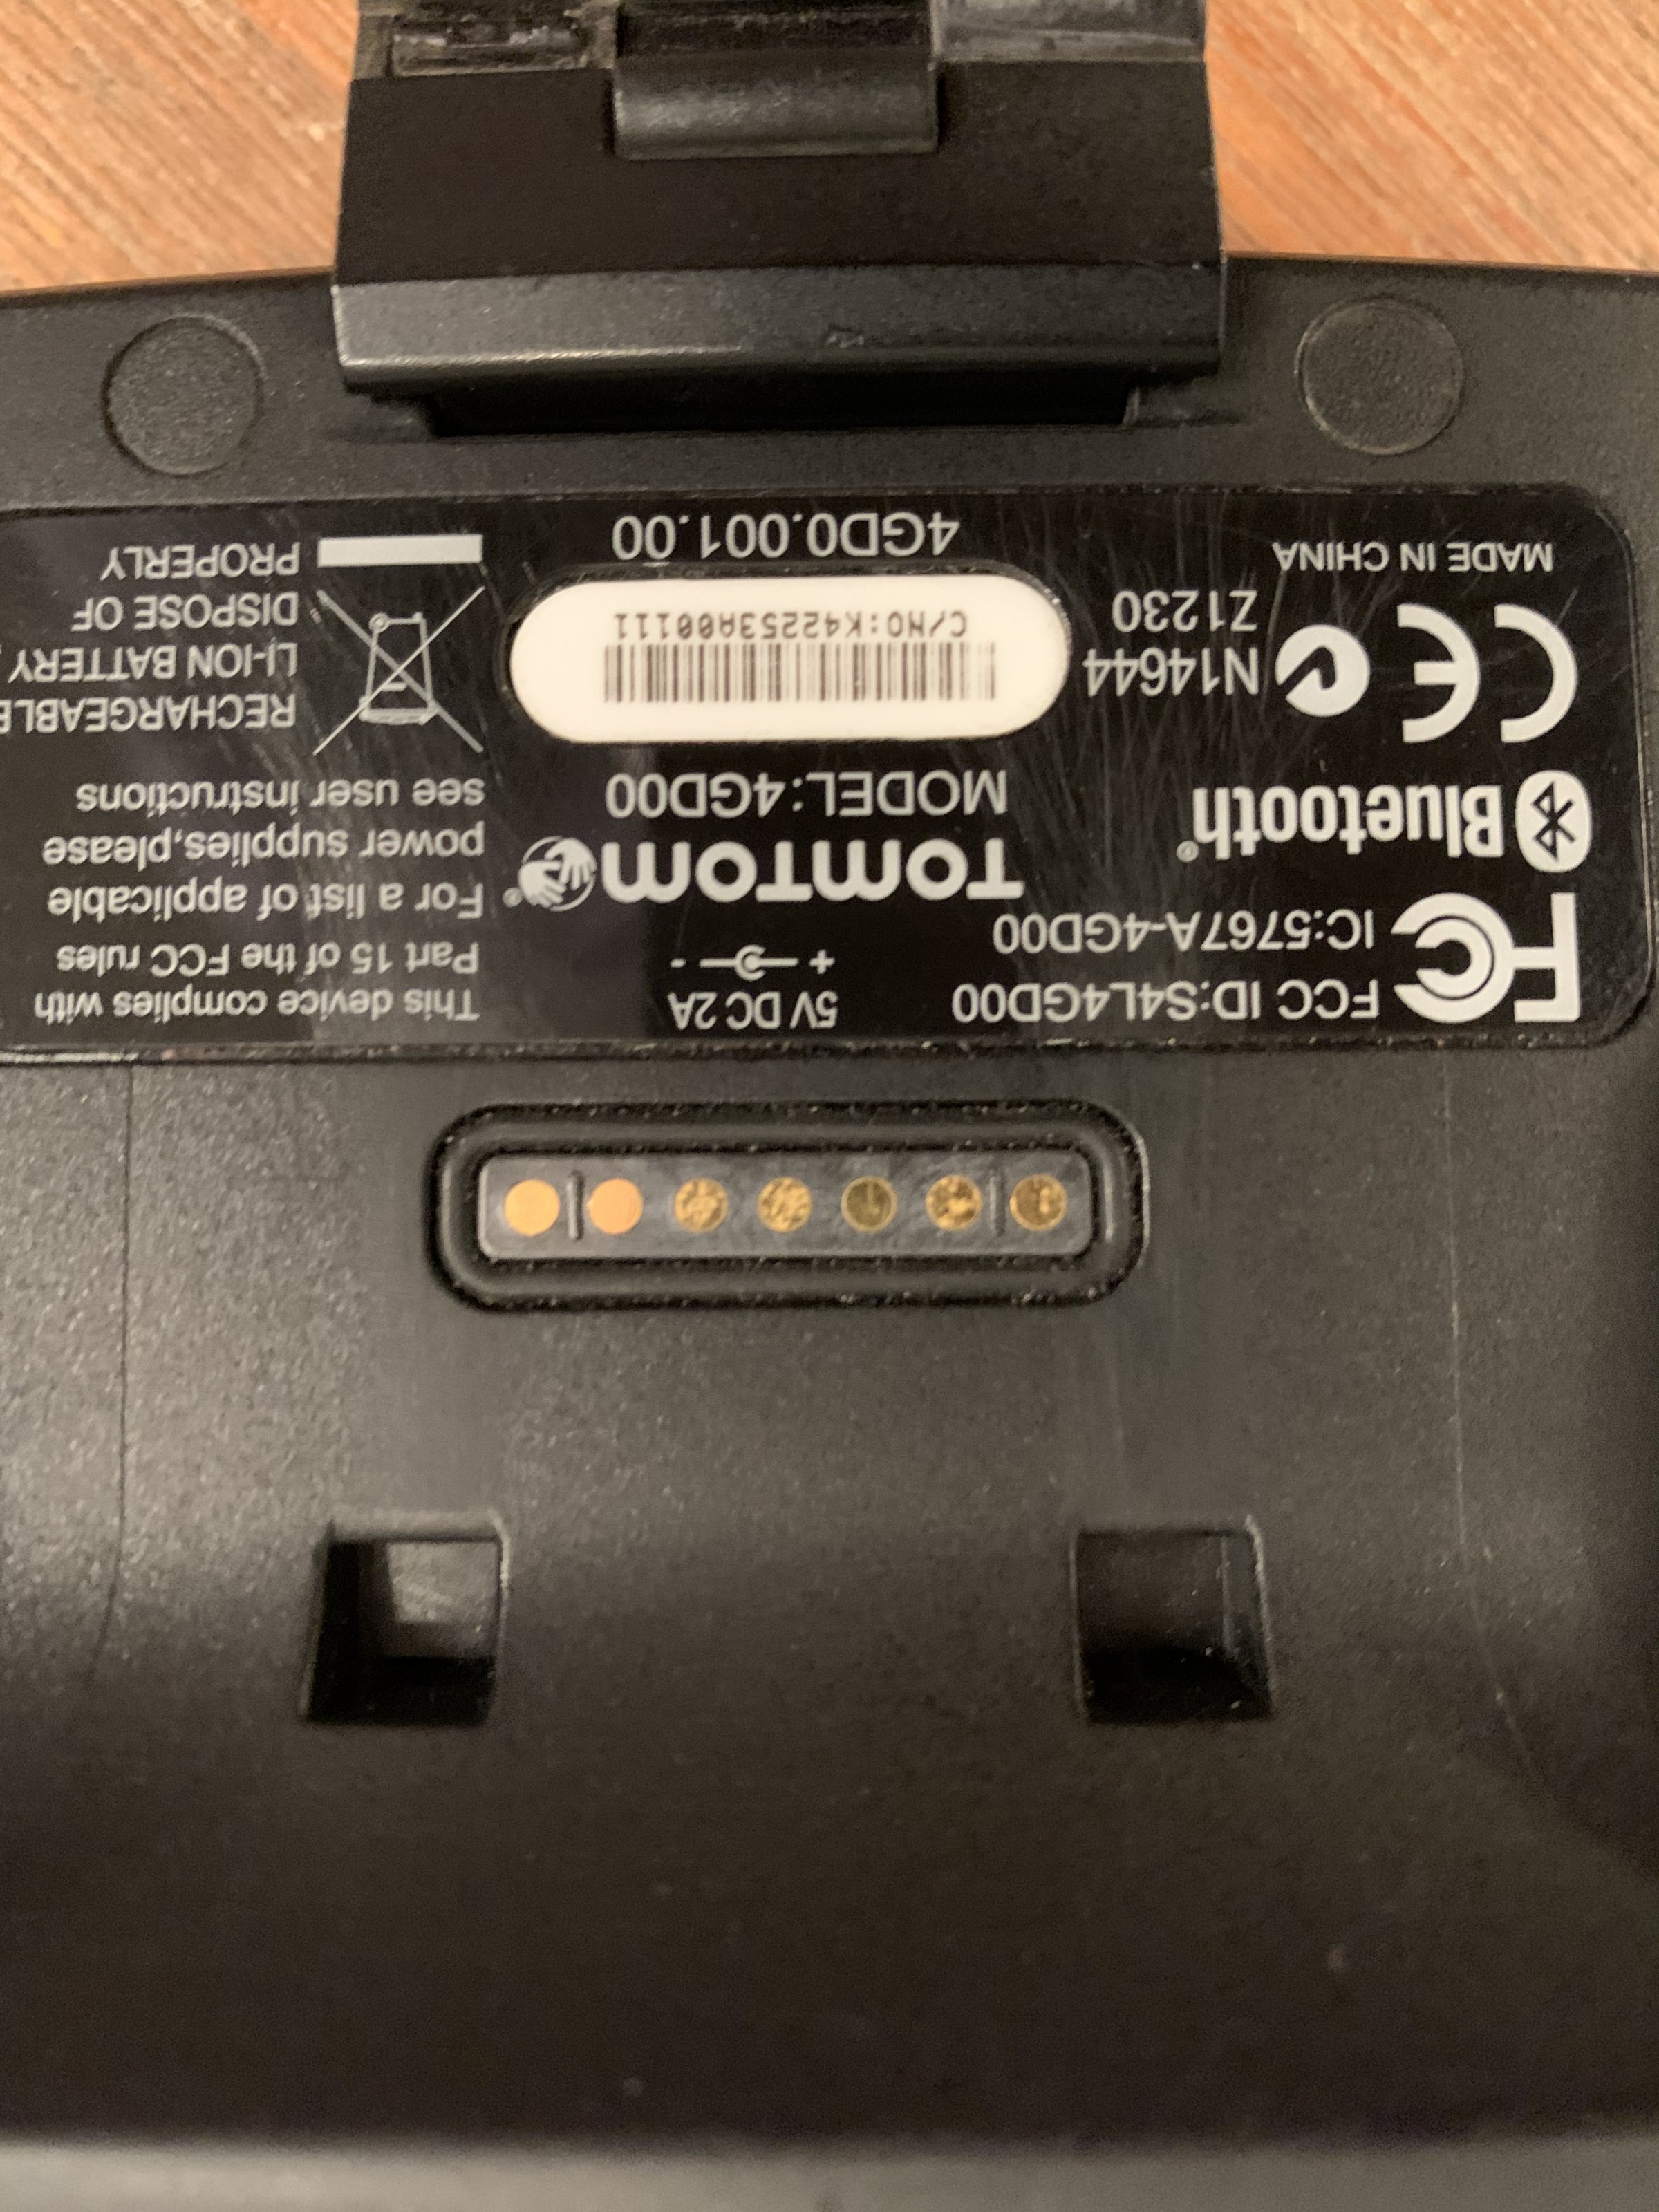 This device complies with
Part 15 of the FCC rules
For a list of applicable
power supplies,please
see user instructions
RECHARGEABLE
LI-ION BATTERY,
DISPOSE OF
PROPERLY
5V DC 2A
+ -
TOMTOM®
MODEL:4GD00
C/NO:K42253A00111
4GD0.001.00
FC FCC ID:S4L4GD00
IC:5767A-4GD00
Bluetooth®
CE N14644
Z1230
MADE IN CHINA